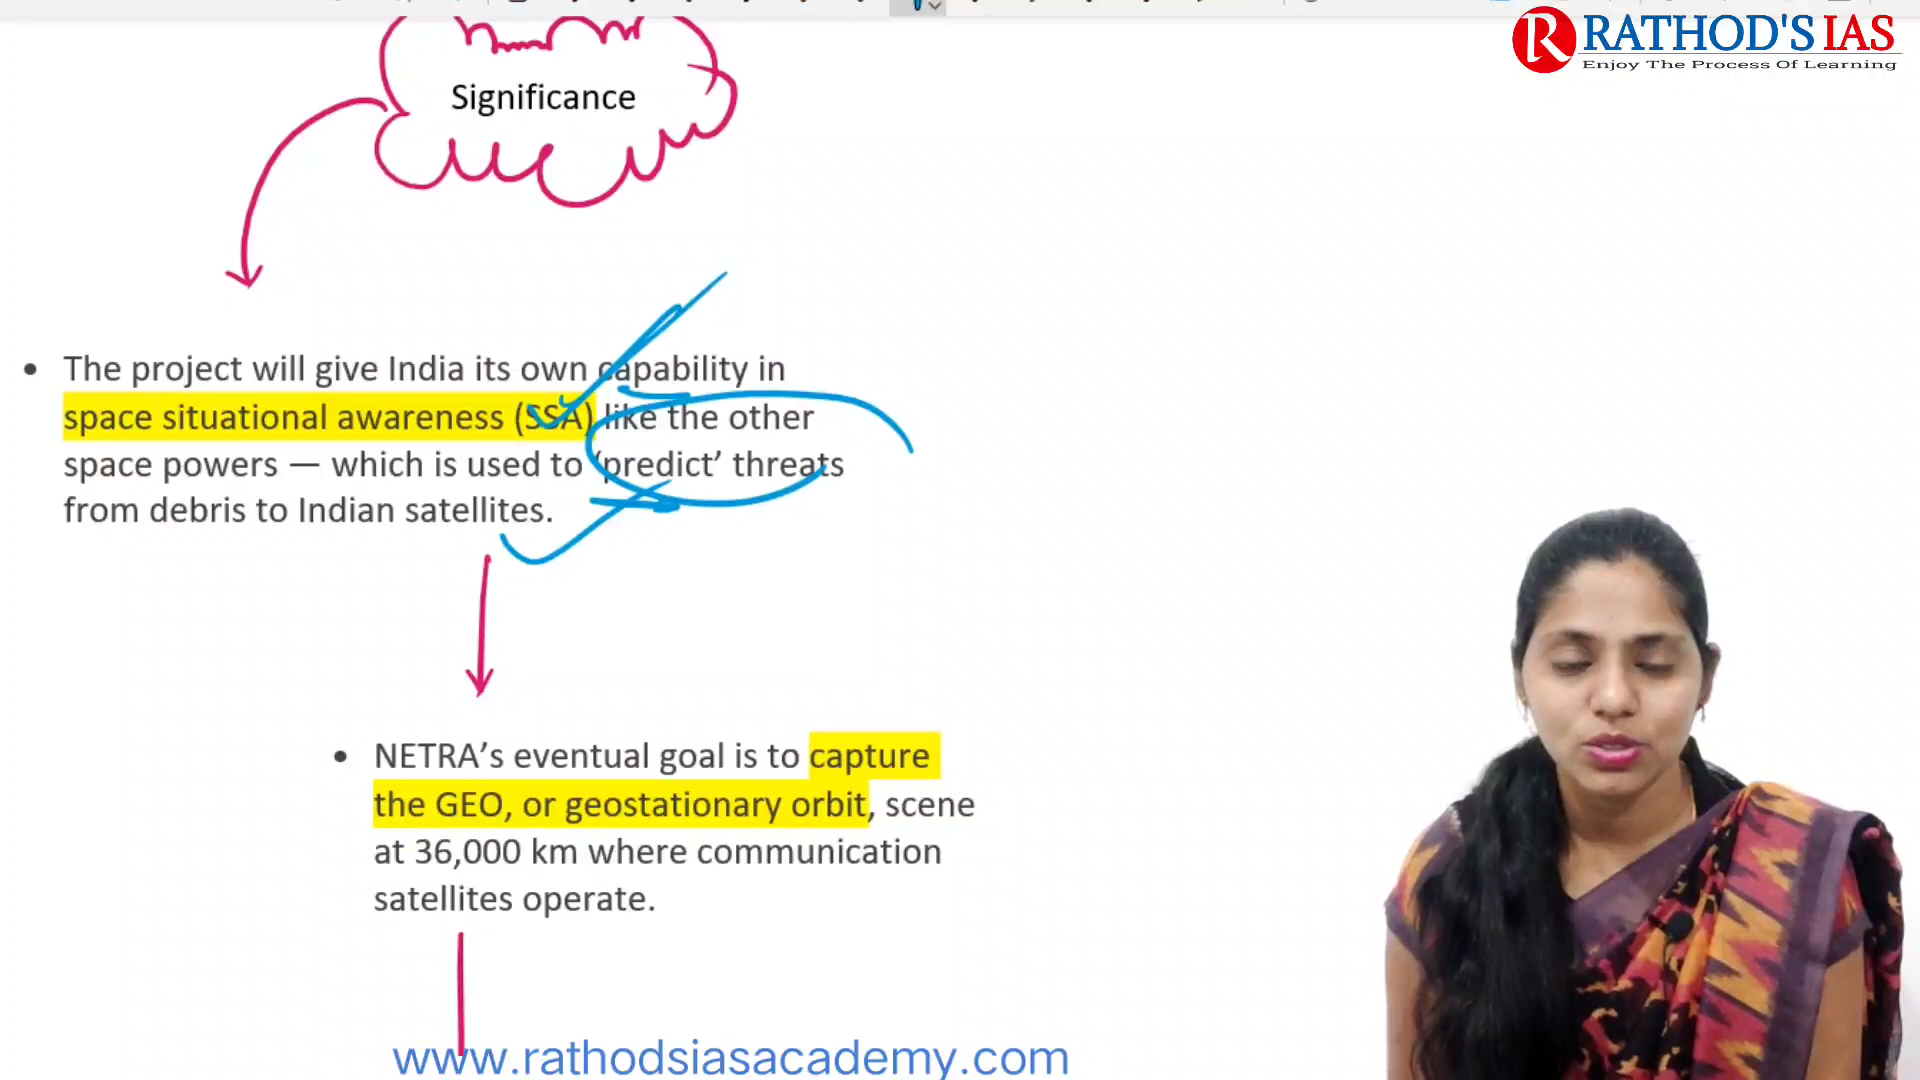 RATHOD'S IAS
Enjoy The Process Of Learning
Significance
• The project will give India its own capability in
space situational awareness (SSA) like the other
space powers — which is used to ‘predict’ threats
from debris to Indian satellites.
• NETRA’s eventual goal is to capture
the GEO, or geostationary orbit, scene
at 36,000 km where communication
satellites operate.
www.rathodsiasacademy.com